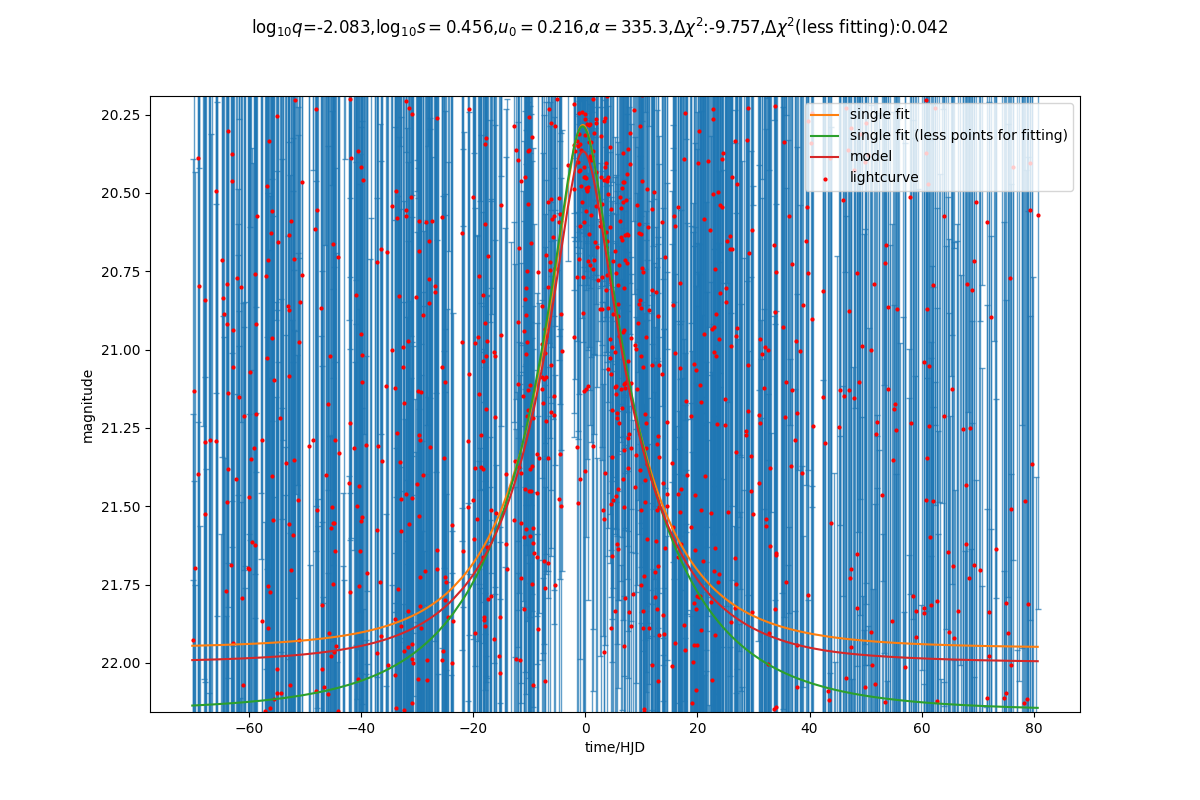 log₁₀q=-2.083,log₁₀s = 0.456,u₀ = 0.216,α = 335.3,Δχ²:-9.757,Δχ²(less fitting):0.042
single fit
single fit (less points for fitting)
model
lightcurve
20.25
20.50
20.75
21.00
21.25
21.50
21.75
22.00
magnitude
−60
−40
−20
0
20
40
60
80
time/HJD